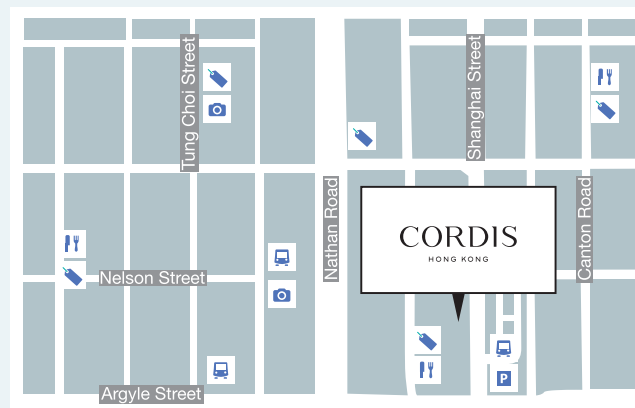 Tung Choi Street
Shanghai Street
Nathan Road
CORDIS
HONG KONG
Canton Road
Nelson Street
P
Argyle Street